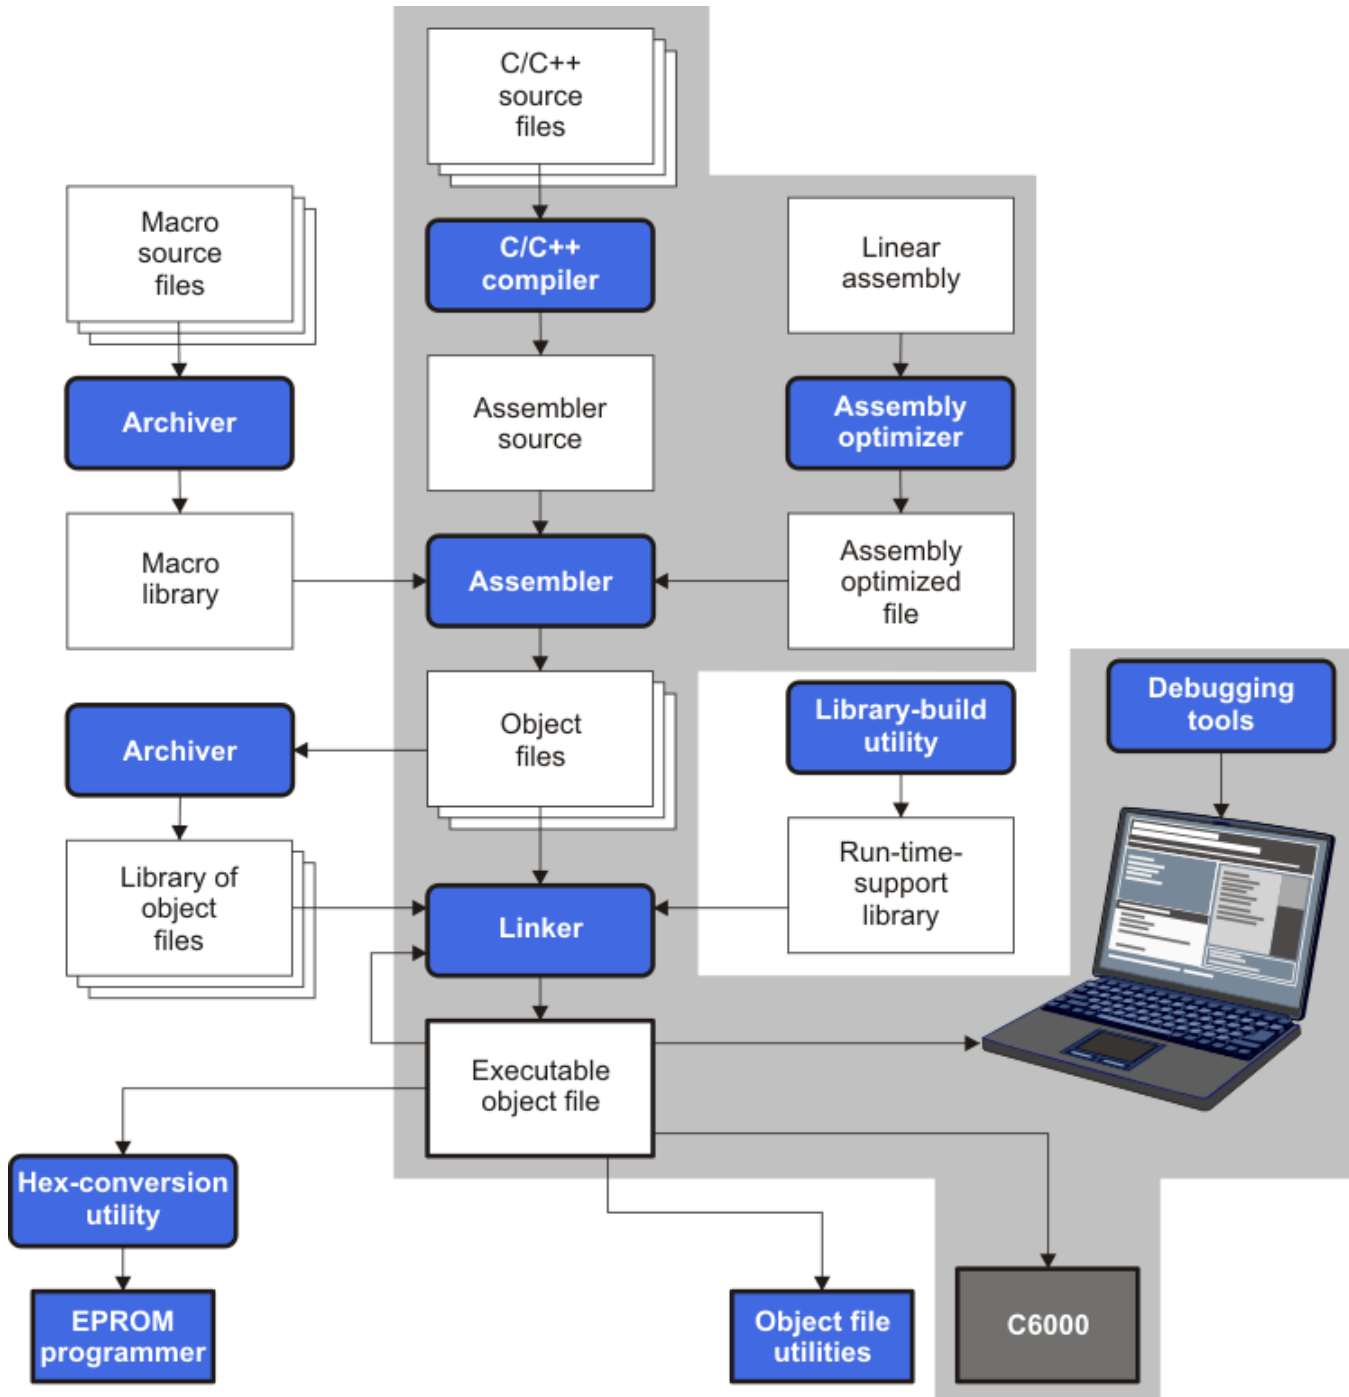 C/C++
source
files
Macro
source
files
C/C++
compiler
Linear
assembly
Archiver
Assembler
source
Assembly
optimizer
Macro
library
Assembler
Assembly
optimized
file
Archiver
Object
files
Library-build
utility
Debugging
tools
Library of
object
files
Linker
Run-time-
support
library
Executable
object file
Hex-conversion
utility
EPROM
programmer
Object file
utilities
C6000